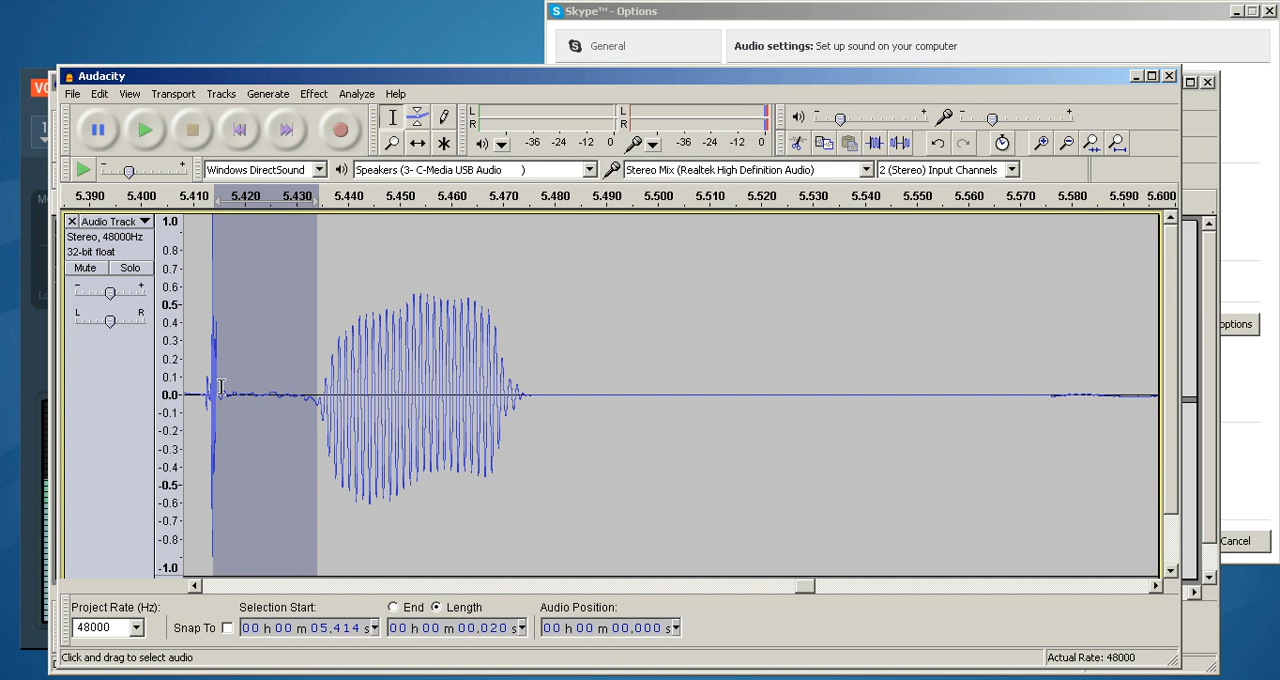 Skype™ - Options
General
Audio settings: Set up sound on your computer
VO
Audacity
File Edit View Transport Tracks Generate Effect Analyze Help
L
R
-36 -24 -12 0
L
R
-36 -24 -12 0
Windows DirectSound
Speakers (3- C-Media USB Audio )
Stereo Mix (Realtek High Definition Audio)
2 (Stereo) Input Channels
5.390 5.400 5.410 5.420 5.430 5.440 5.450 5.460 5.470 5.480 5.490 5.500 5.510 5.520 5.530 5.540 5.550 5.560 5.570 5.580 5.590 5.600
Audio Track
Stereo, 48000Hz
32-bit float
Mute Solo
- +
L R
1.0
0.8
0.7
0.6
0.5
0.4
0.3
0.2
0.1
0.0
-0.1
-0.2
-0.3
-0.4
-0.5
-0.6
-0.7
-0.8
-1.0
options
Cancel
Project Rate (Hz):
48000
Snap To
Selection Start:
00 h 00 m 05.414 s
End Length
00 h 00 m 00.020 s
Audio Position:
00 h 00 m 00.000 s
Click and drag to select audio
Actual Rate: 48000